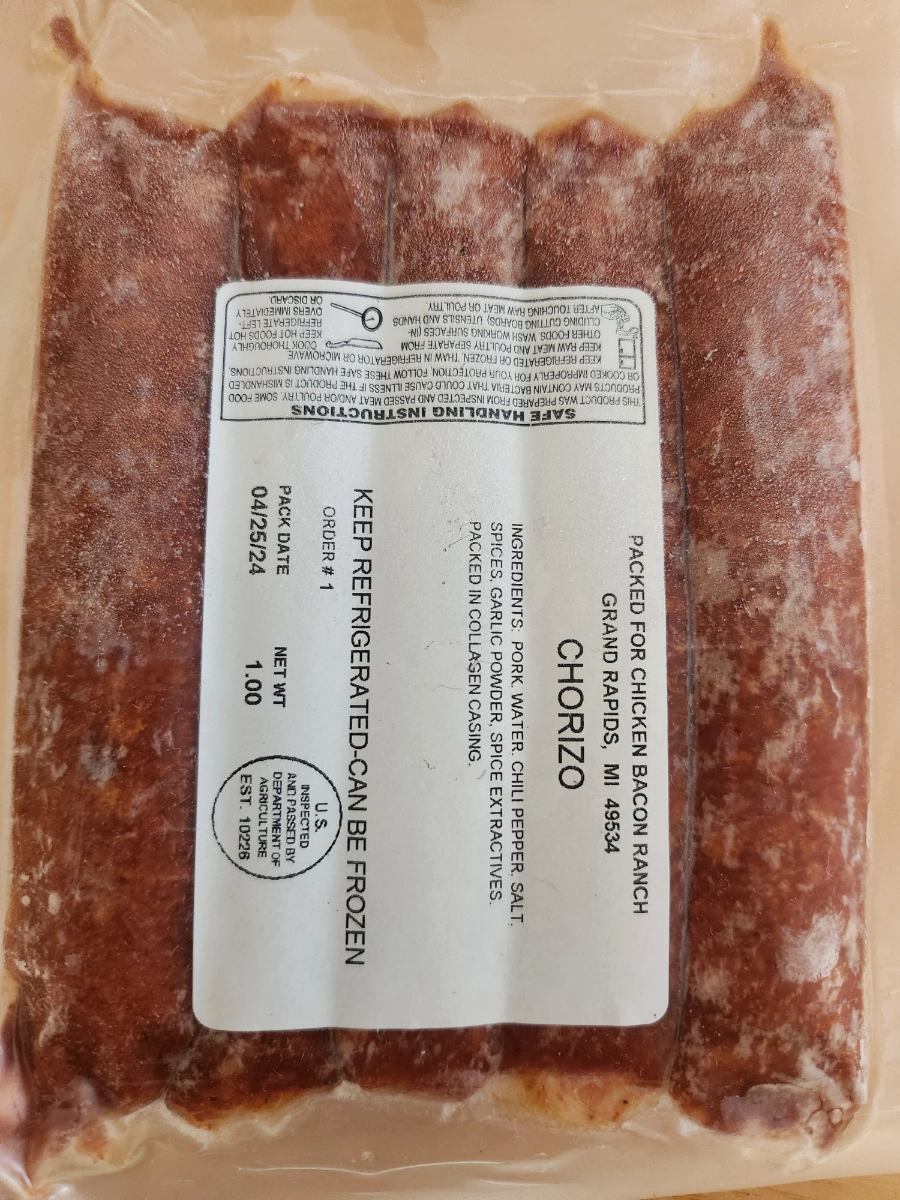 PACKED FOR CHICKEN BACON RANCH
GRAND RAPIDS, MI 49534
CHORIZO
INGREDIENTS: PORK, WATER, CHILI PEPPER, SALT,
SPICES, GARLIC POWDER, SPICE EXTRACTIVES.
PACKED IN COLLAGEN CASING.
KEEP REFRIGERATED-CAN BE FROZEN
ORDER # 1
PACK DATE NET WT
04/25/24 1.00
U.S.
INSPECTED
AND PASSED BY
DEPARTMENT OF
AGRICULTURE
EST. 10226
SAFE HANDLING INSTRUCTIONS
THIS PRODUCT WAS PREPARED FROM INSPECTED AND PASSED MEAT AND/OR POULTRY. SOME FOOD
PRODUCTS MAY CONTAIN BACTERIA THAT COULD CAUSE ILLNESS IF THE PRODUCT IS MISHANDLED
OR COOKED IMPROPERLY FOR YOUR PROTECTION, FOLLOW THESE SAFE HANDLING INSTRUCTIONS.
KEEP REFRIGERATED OR FROZEN. THAW IN REFRIGERATOR OR MICROWAVE
KEEP RAW MEAT AND POULTRY SEPARATE FROM
OTHER FOODS. WASH WORKING SURFACES (IN-
CLUDING CUTTING BOARDS) UTENSILS AND HANDS
AFTER TOUCHING RAW MEAT OR POULTRY.
COOK THOROUGHLY
KEEP HOT FOODS HOT
REFRIGERATE LEFT-
OVERS IMMEDIATELY
OR DISCARD.